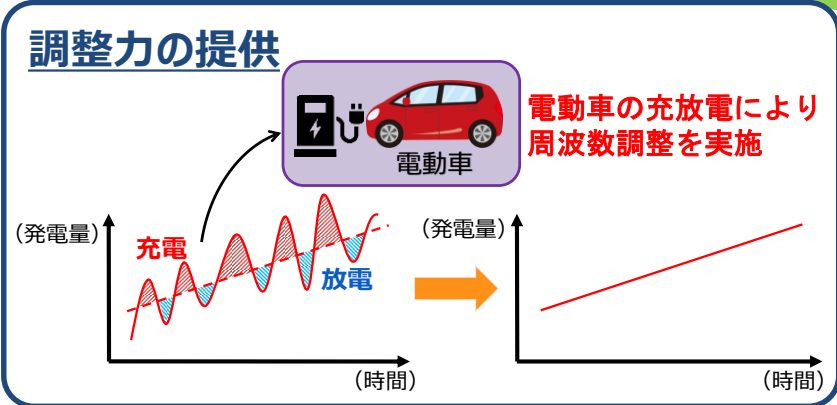 調整力の提供
電動車の充放電により
周波数調整を実施
電動車
（発電量）
充電
放電
（時間）
（発電量）
（時間）